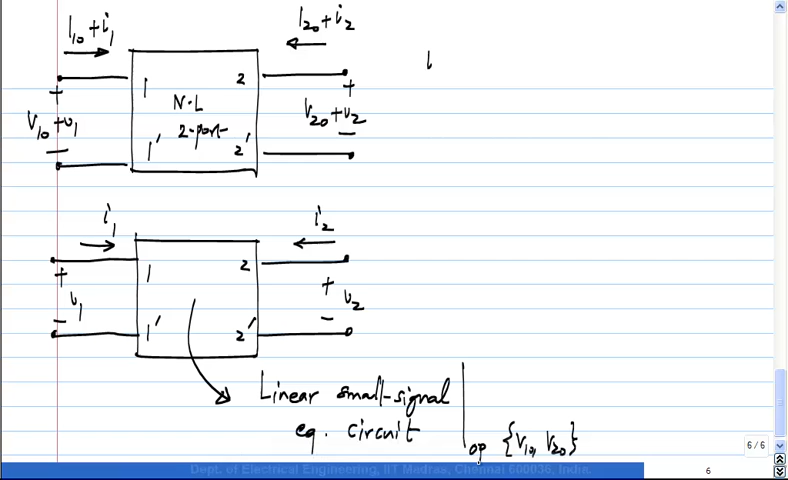 I10+i1 I20+i2
1 2
+ +
N·L
2-port
V10+v1 V20+v2
1' 2'
i1 i2
1 2
+ +
v1 v2
- -
1' 2'
Linear small-signal
eq. circuit
op {V10, V20}
6 / 6
Dept. of Electrical Engineering, IIT Madras, Chennai 600036, India.
6